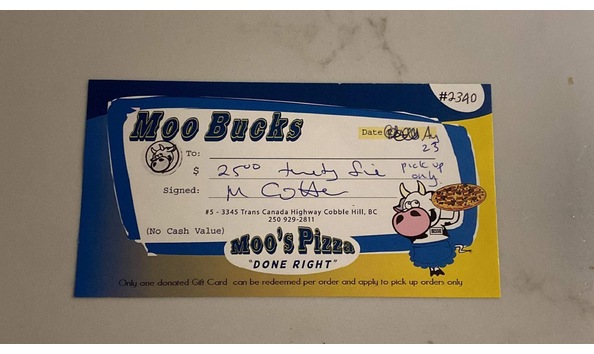 #2340
Moo Bucks
Date
23
To:
$ 25⁰⁰
pick up
only
Signed: M Cotter
#5 - 3345 Trans Canada Highway Cobble Hill, BC
250 929-2811
(No Cash Value)
Moo's Pizza
"DONE RIGHT"
Only one donated Gift Card can be redeemed per order and apply to pick up orders only